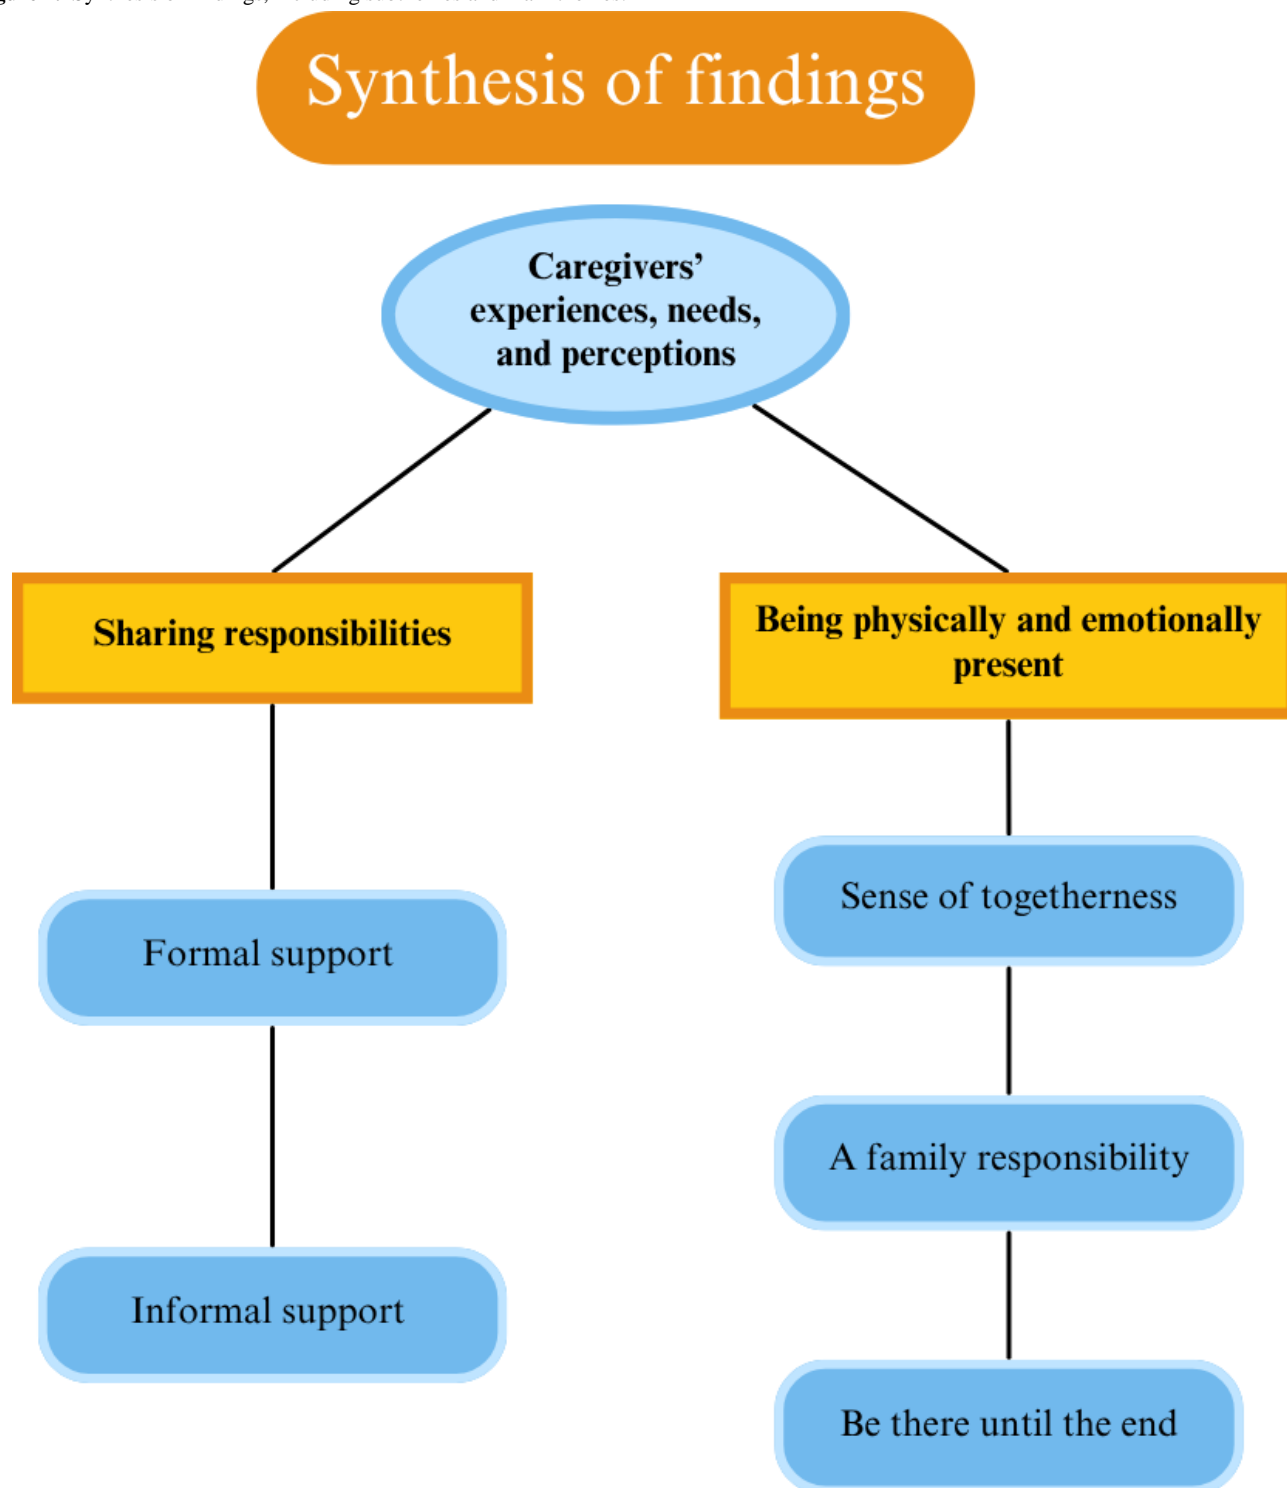 Synthesis of findings
Caregivers’
experiences, needs,
and perceptions
Sharing responsibilities
Being physically and emotionally
present
Formal support
Sense of togetherness
A family responsibility
Informal support
Be there until the end